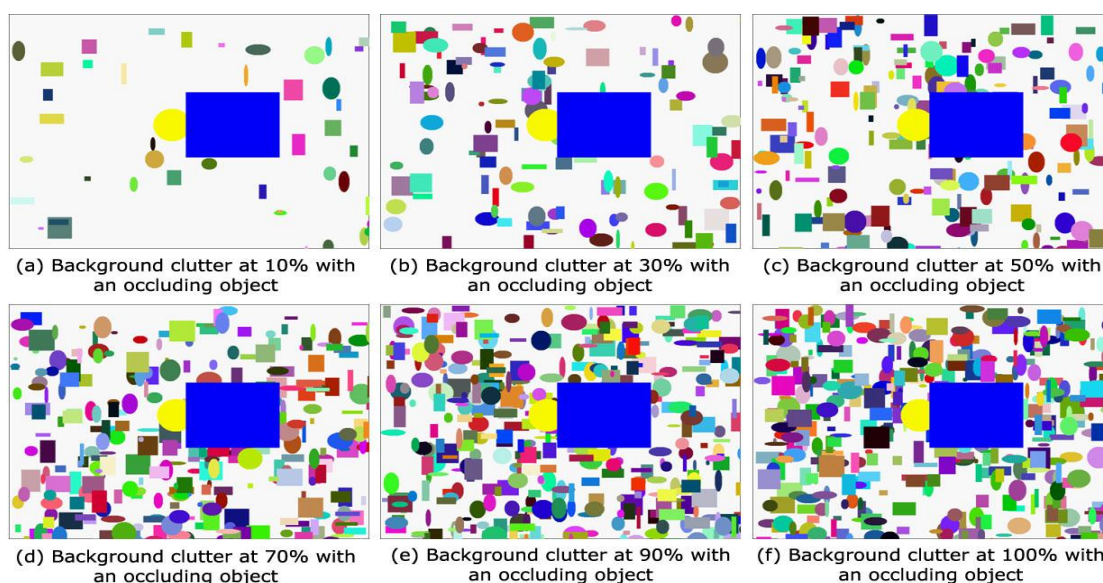 (a) Background clutter at 10% with
an occluding object
(b) Background clutter at 30% with
an occluding object
(c) Background clutter at 50% with
an occluding object
(d) Background clutter at 70% with
an occluding object
(e) Background clutter at 90% with
an occluding object
(f) Background clutter at 100% with
an occluding object